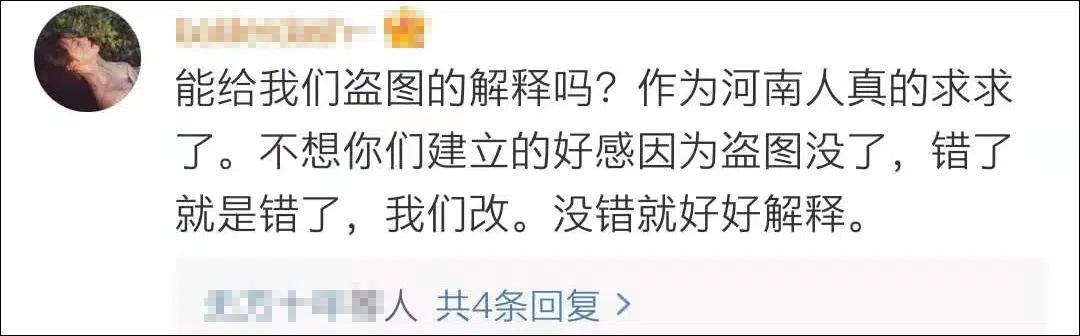 能给我们盗图的解释吗？作为河南人真的求求
了。不想你们建立的好感因为盗图没了，错了
就是错了，我们改。没错就好好解释。
人 共4条回复 >